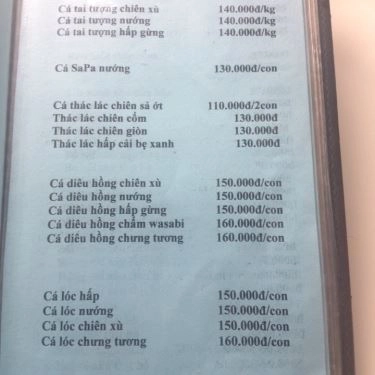 Cá tai tượng chiên xù 140.000đ/kg
Cá tai tượng nướng 140.000đ/kg
Cá tai tượng hấp gừng 140.000đ/kg
Cá SaPa nướng 130.000đ/con
Cá thác lác chiên sả ớt 110.000đ/2con
Thác lác chiên cốm 130.000đ
Thác lác chiên giòn 130.000đ
Thác lác hấp cải bẹ xanh 130.000đ
Cá diêu hồng chiên xù 150.000đ/con
Cá diêu hồng nướng 150.000đ/con
Cá diêu hồng hấp gừng 150.000đ/con
Cá diêu hồng chấm wasabi 160.000đ/con
Cá diêu hồng chưng tương 160.000đ/con
Cá lóc hấp 150.000đ/con
Cá lóc nướng 150.000đ/con
Cá lóc chiên xù 150.000đ/con
Cá lóc chưng tương 160.000đ/con